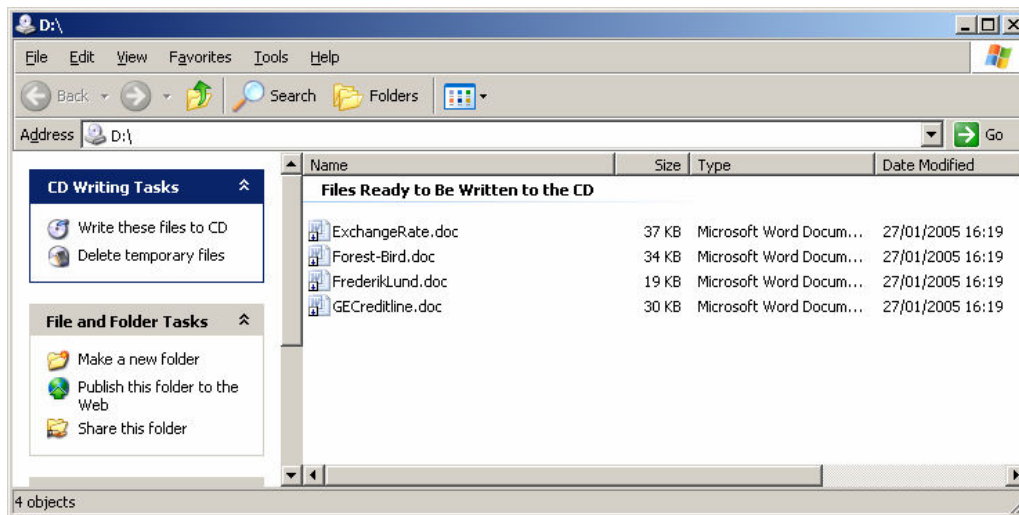 D:\
File Edit View Favorites Tools Help
Back Search Folders
Address D:\ Go
CD Writing Tasks
Write these files to CD
Delete temporary files
File and Folder Tasks
Make a new folder
Publish this folder to the
Web
Share this folder
Name Size Type Date Modified
Files Ready to Be Written to the CD
ExchangeRate.doc 37 KB Microsoft Word Docum... 27/01/2005 16:19
Forest-Bird.doc 34 KB Microsoft Word Docum... 27/01/2005 16:19
FrederikLund.doc 19 KB Microsoft Word Docum... 27/01/2005 16:19
GECreditline.doc 30 KB Microsoft Word Docum... 27/01/2005 16:19
4 objects